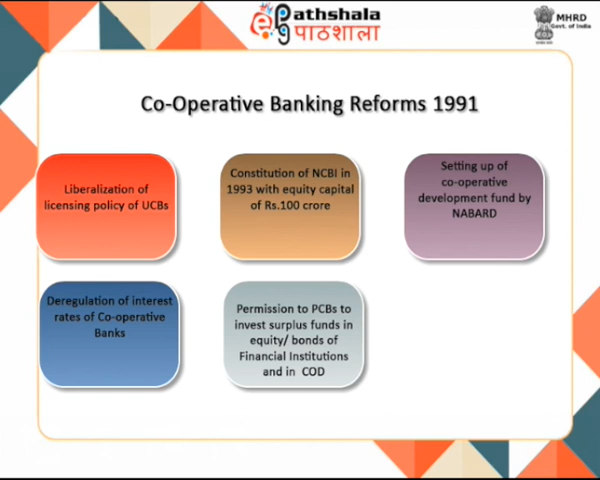 ePG Pathshala
पाठशाला
MHRD
Govt. of India
Co-Operative Banking Reforms 1991
Liberalization of
licensing policy of UCBs
Constitution of NCBI in
1993 with equity capital
of Rs.100 crore
Setting up of
co-operative
development fund by
NABARD
Deregulation of interest
rates of Co-operative
Banks
Permission to PCBs to
invest surplus funds in
equity/ bonds of
Financial Institutions
and in COD